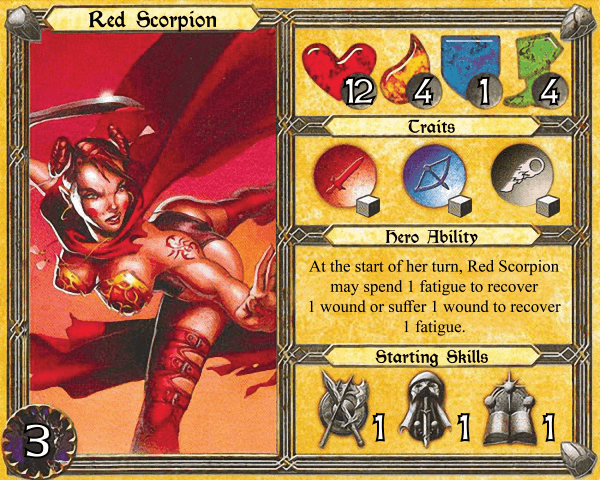 Red Scorpion
12 4 1 4
Traits
Hero Ability
At the start of her turn, Red Scorpion
may spend 1 fatigue to recover
1 wound or suffer 1 wound to recover
1 fatigue.
Starting Skills
1 1 1
3